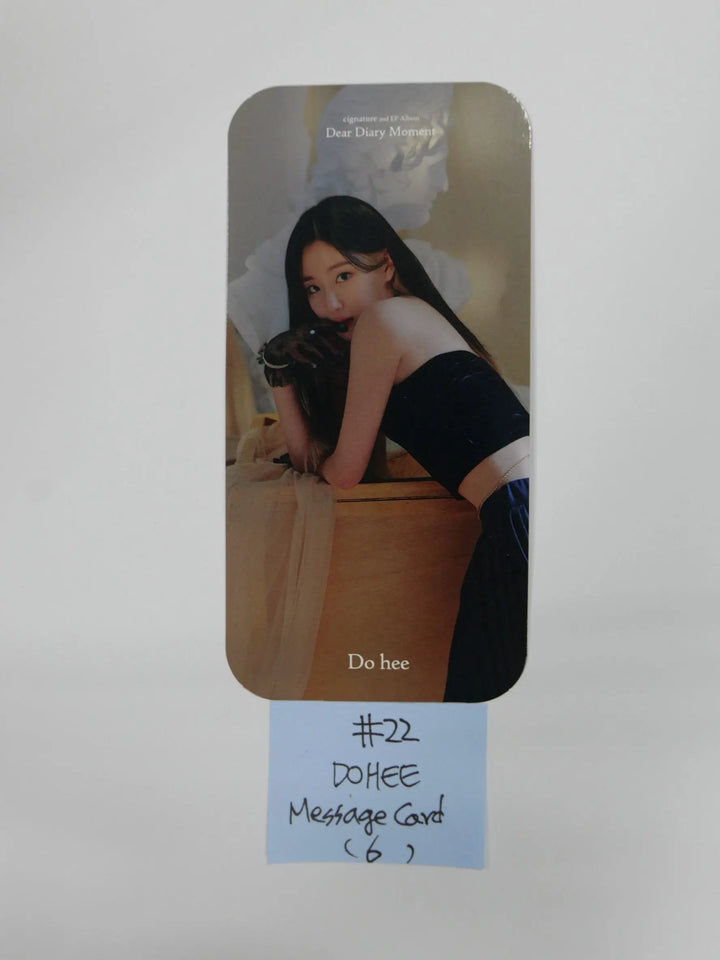 cignature 2nd EP Album
Dear Diary Moment
Do hee
#22
DOHEE
Message Card
(6)